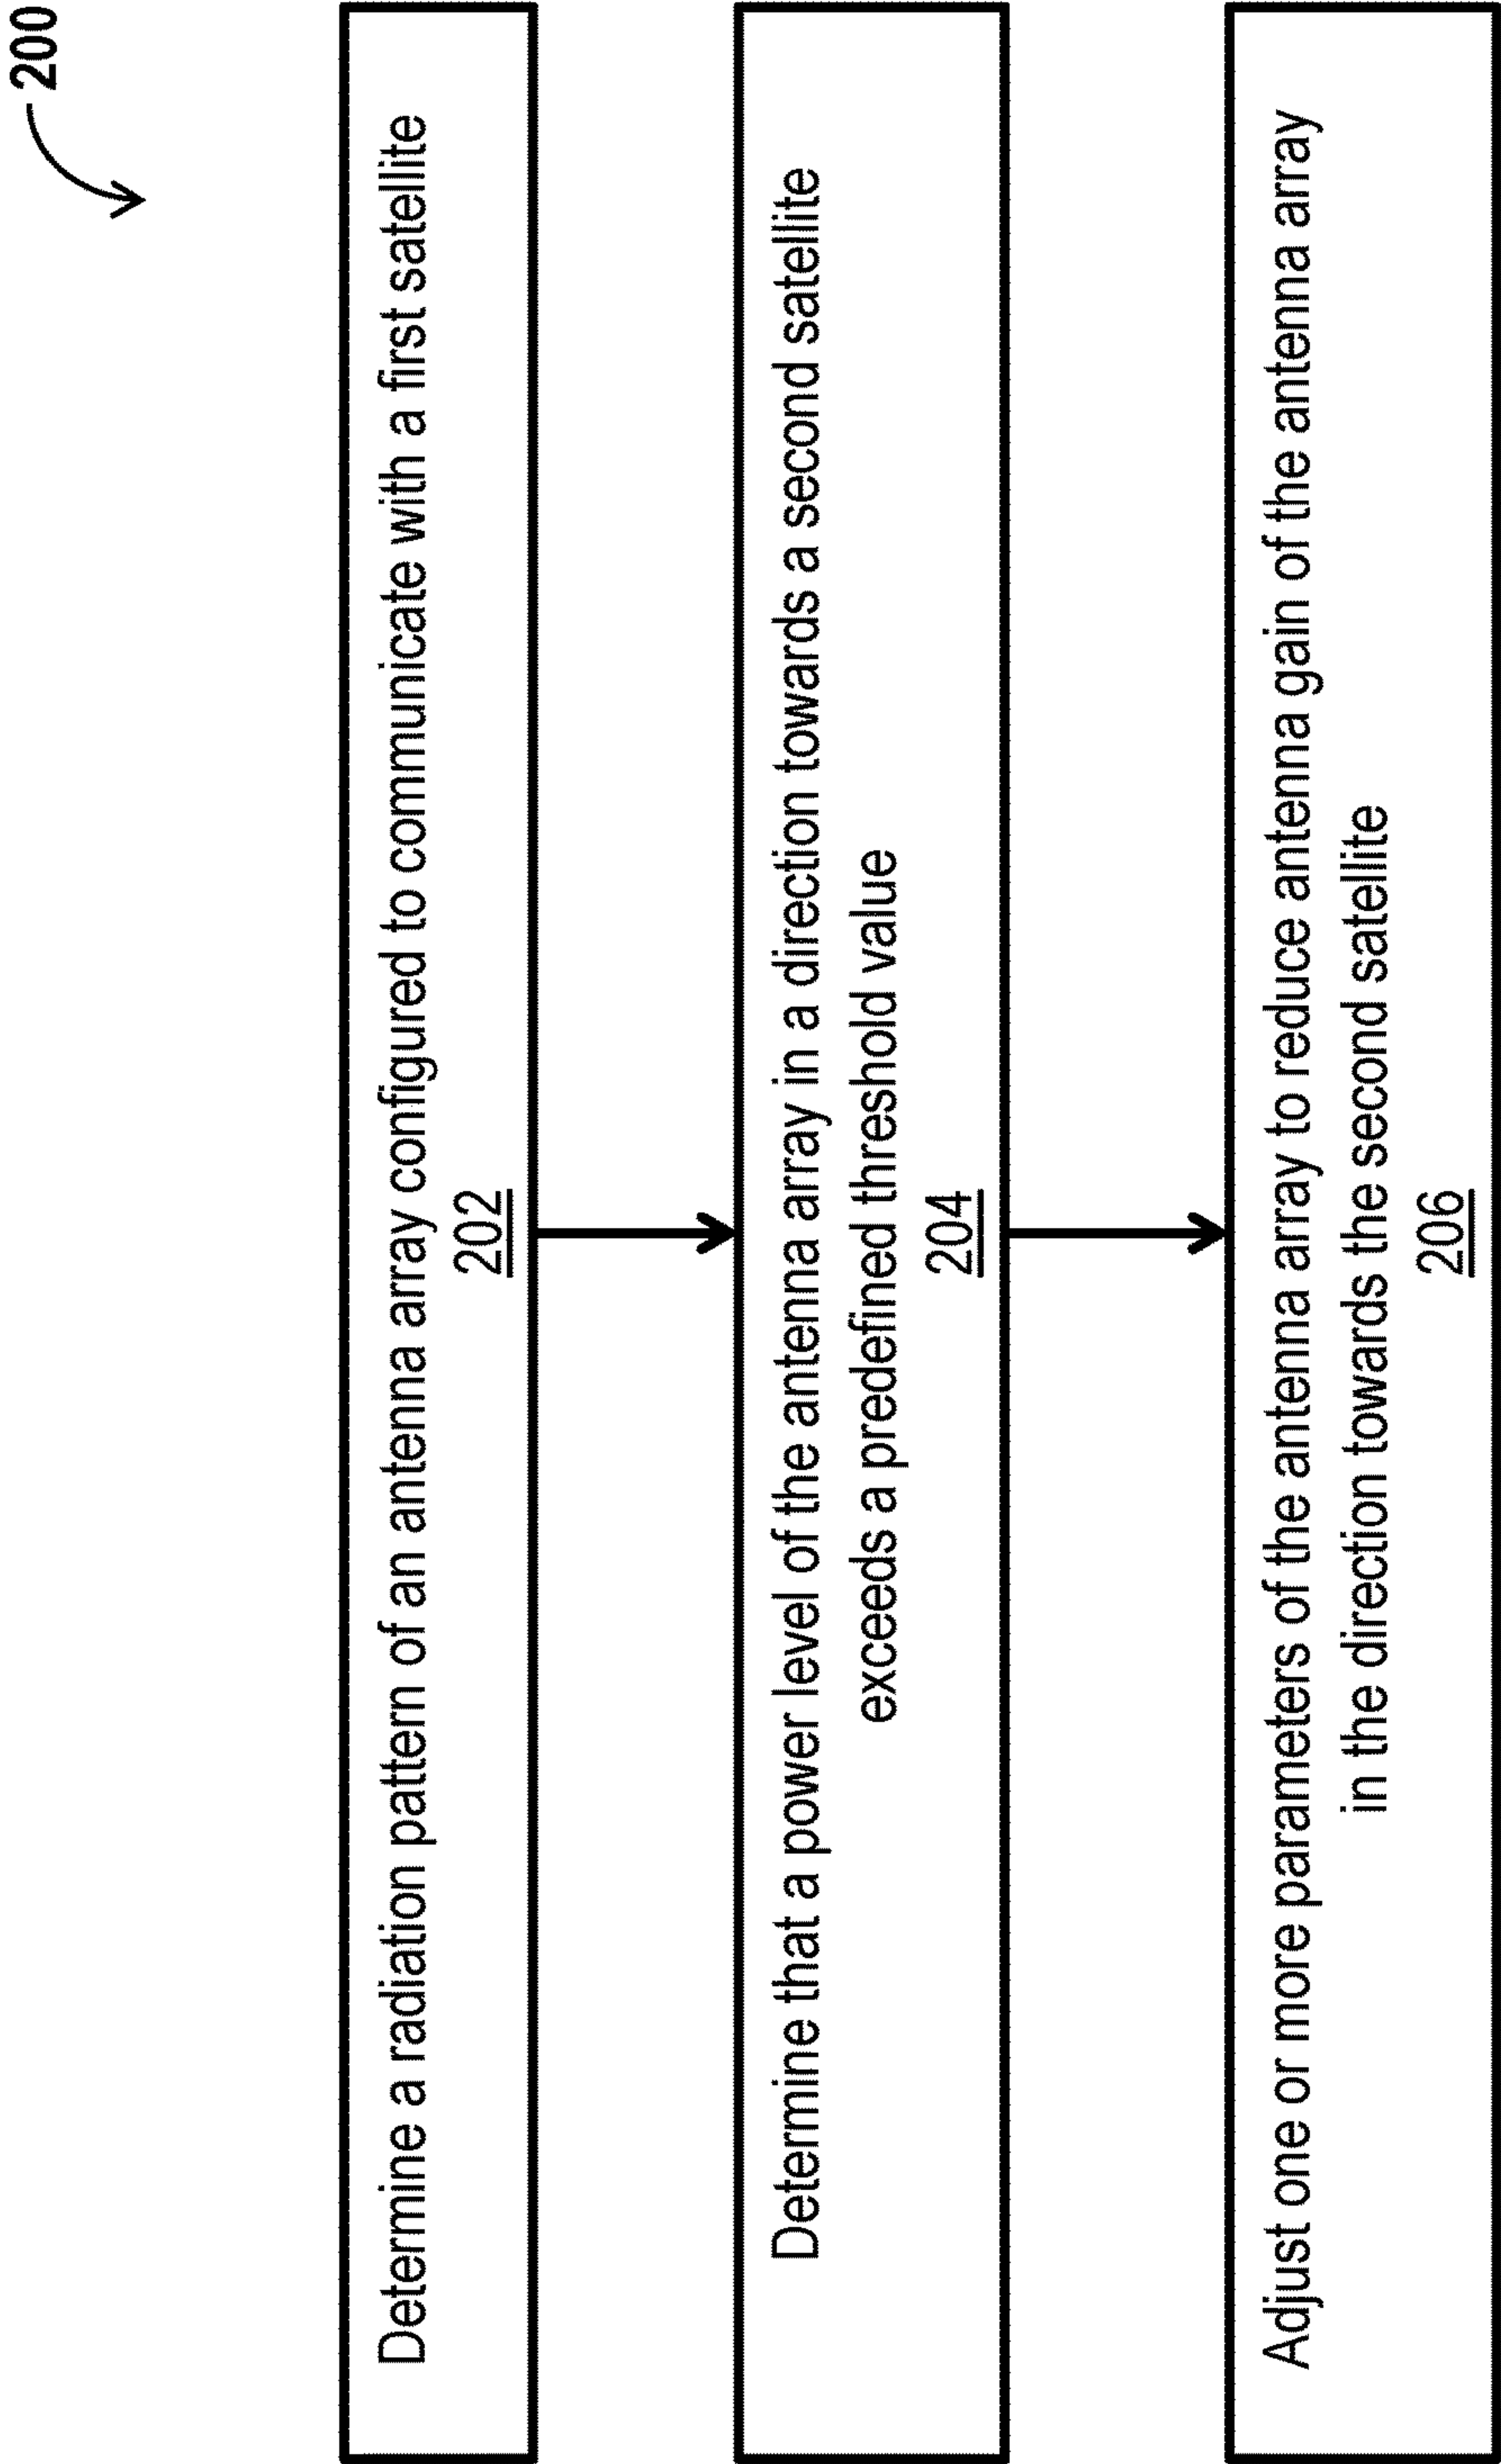 200
Determine a radiation pattern of an antenna array configured to communicate with a first satellite
202
Determine that a power level of the antenna array in a direction towards a second satellite
exceeds a predefined threshold value
204
Adjust one or more parameters of the antenna array to reduce antenna gain of the antenna array
in the direction towards the second satellite
206